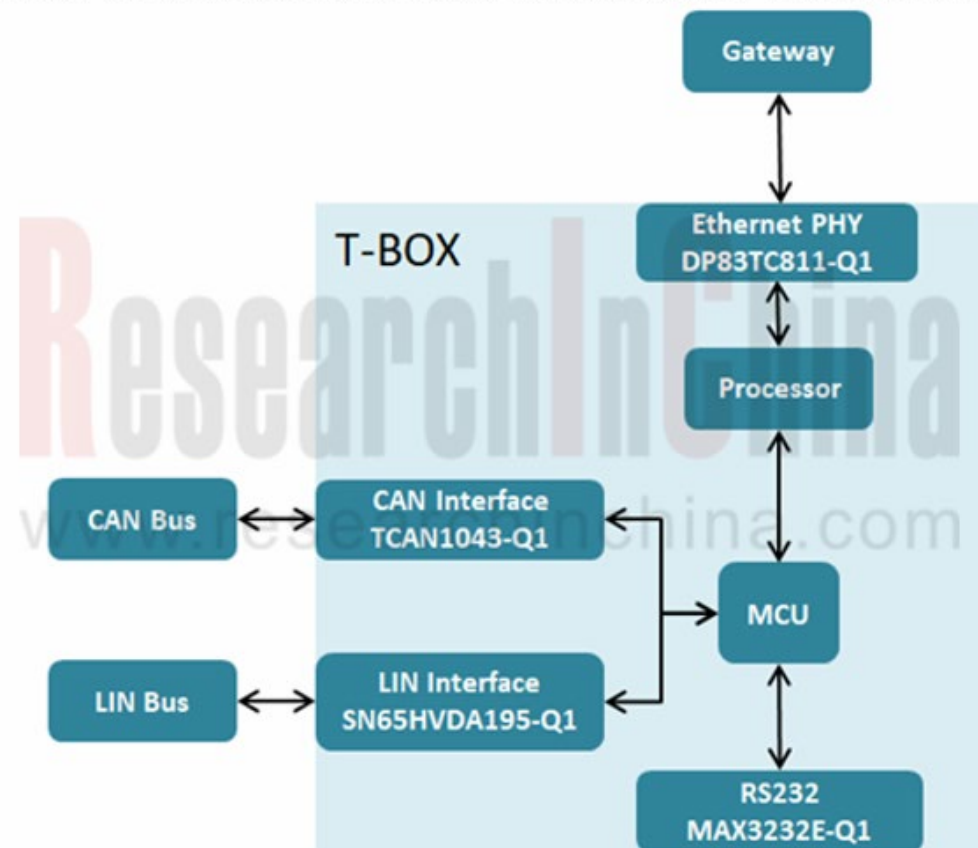 Gateway
T-BOX
Ethernet PHY
DP83TC811-Q1
Processor
ResearchInChina
www.researchinchina.com
CAN Bus
CAN Interface
TCAN1043-Q1
MCU
LIN Bus
LIN Interface
SN65HVDA195-Q1
RS232
MAX3232E-Q1